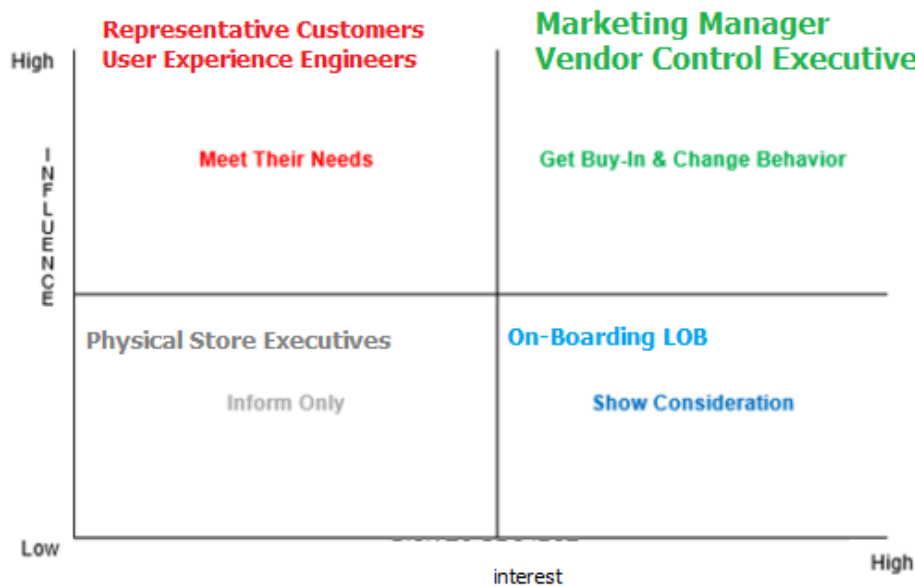 Representative Customers
User Experience Engineers
Marketing Manager
Vendor Control Executive
High
INFLUENCE
Meet Their Needs
Get Buy-In & Change Behavior
Physical Store Executives
On-Boarding LOB
Inform Only
Show Consideration
Low
High
interest